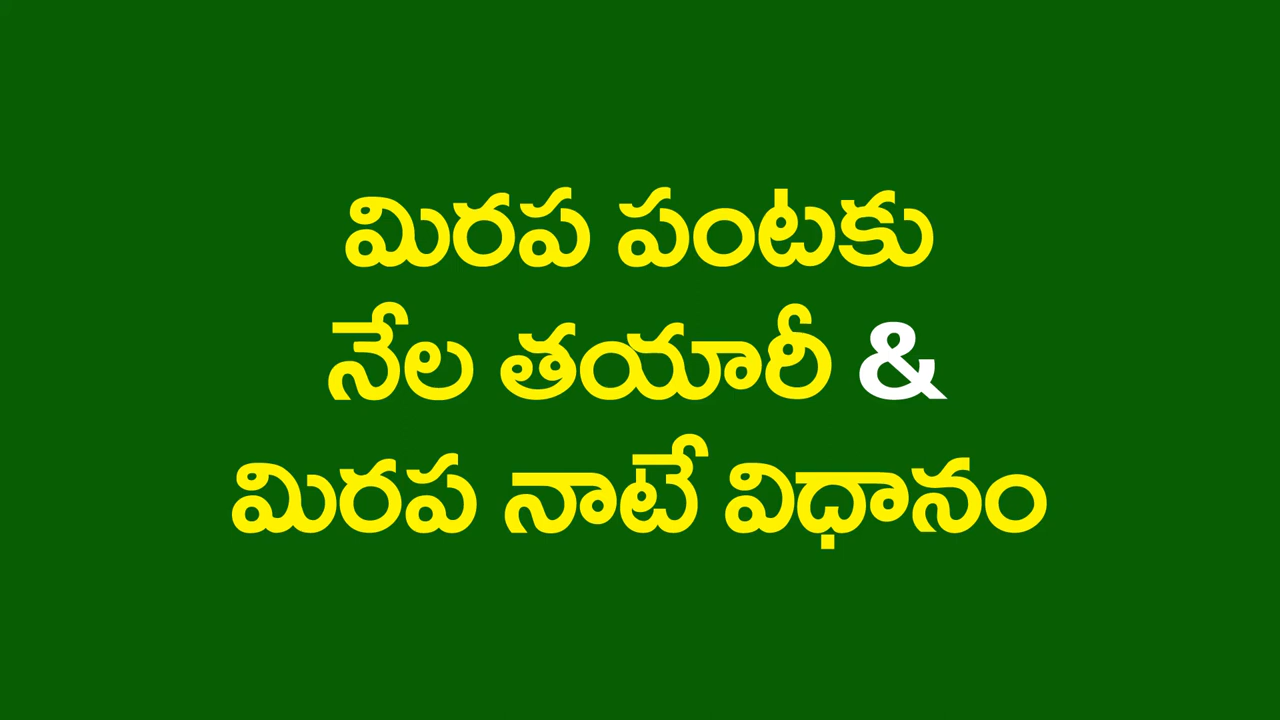 మిరప పంటకు
నేల తయారీ &
మిరప నాటే విధానం